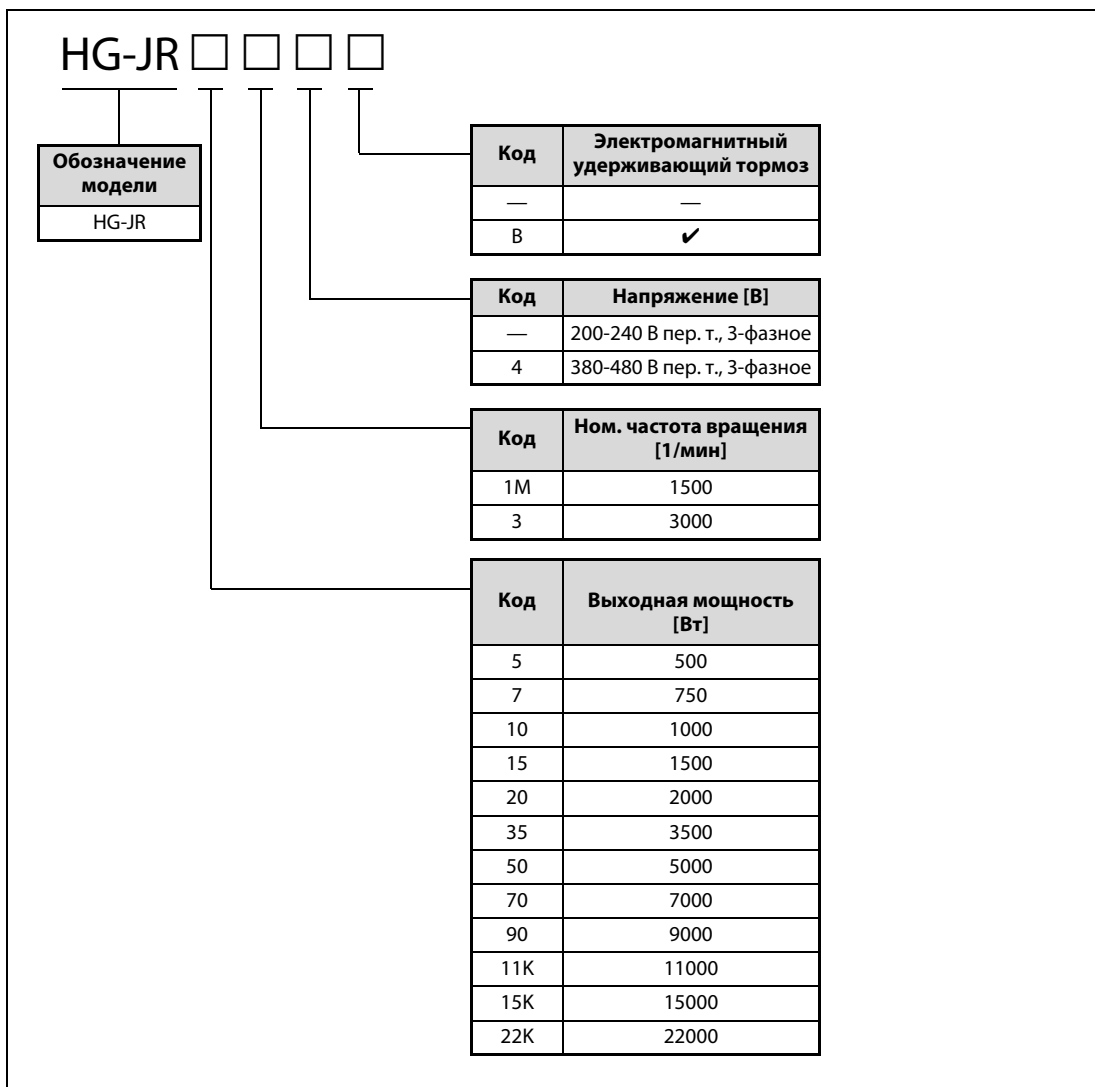 HG-JR □ □ □ □
Обозначение
модели
HG-JR
Код Электромагнитный
удерживающий тормоз
— —
B ✔
Код Напряжение [В]
— 200-240 В пер. т., 3-фазное
4 380-480 В пер. т., 3-фазное
Код Ном. частота вращения
[1/мин]
1M 1500
3 3000
Код Выходная мощность
[Вт]
5 500
7 750
10 1000
15 1500
20 2000
35 3500
50 5000
70 7000
90 9000
11K 11000
15K 15000
22K 22000